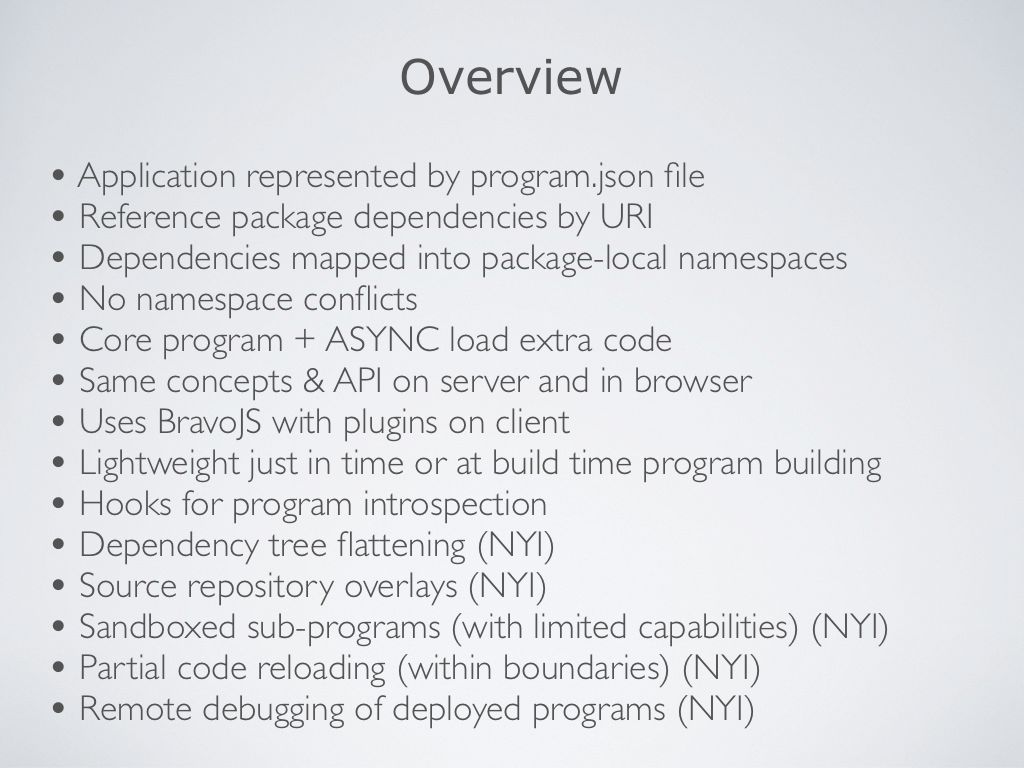 Overview
• Application represented by program.json file
• Reference package dependencies by URI
• Dependencies mapped into package-local namespaces
• No namespace conflicts
• Core program + ASYNC load extra code
• Same concepts & API on server and in browser
• Uses BravoJS with plugins on client
• Lightweight just in time or at build time program building
• Hooks for program introspection
• Dependency tree flattening (NYI)
• Source repository overlays (NYI)
• Sandboxed sub-programs (with limited capabilities) (NYI)
• Partial code reloading (within boundaries) (NYI)
• Remote debugging of deployed programs (NYI)